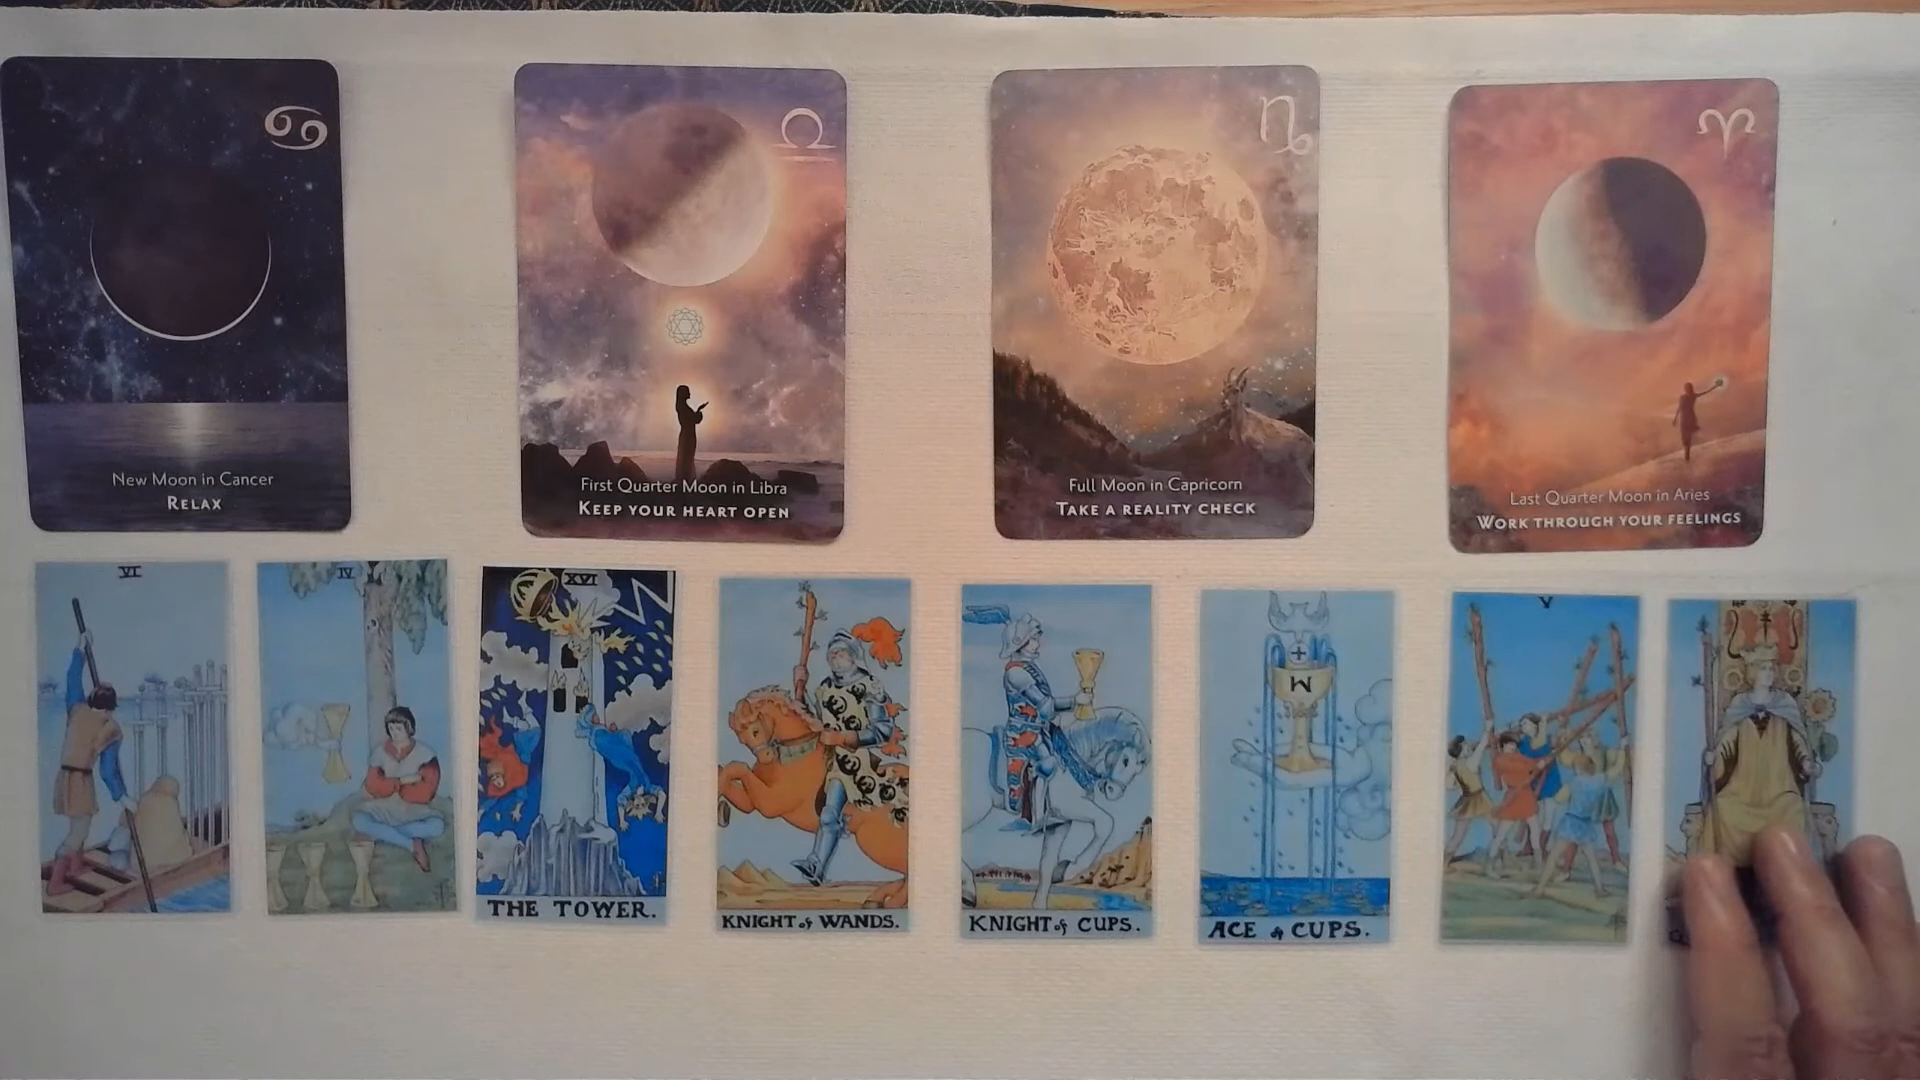 New Moon in Cancer
RELAX
First Quarter Moon in Libra
KEEP YOUR HEART OPEN
Full Moon in Capricorn
TAKE A REALITY CHECK
Last Quarter Moon in Aries
WORK THROUGH YOUR FEELINGS
VI
IV
XVI
THE TOWER.
KNIGHT of WANDS.
KNIGHT of CUPS.
M
ACE of CUPS.
V